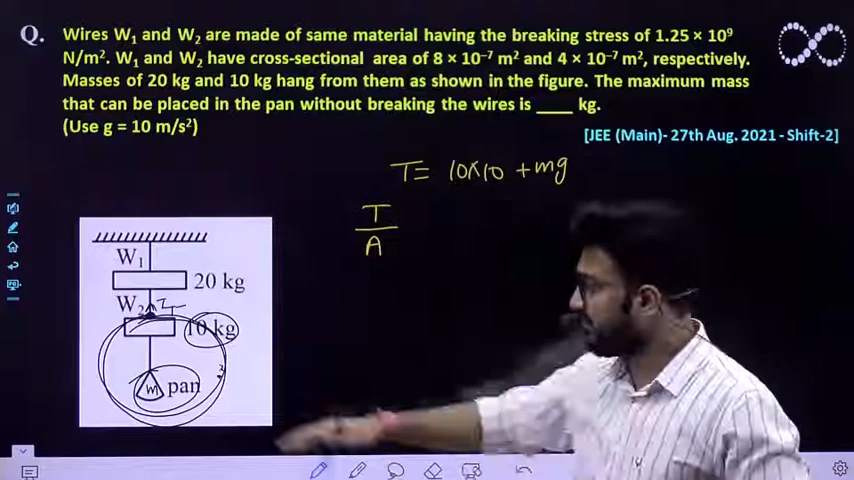 Q. Wires W₁ and W₂ are made of same material having the breaking stress of 1.25 × 10⁹
N/m². W₁ and W₂ have cross-sectional area of 8 × 10⁻⁷ m² and 4 × 10⁻⁷ m², respectively.
Masses of 20 kg and 10 kg hang from them as shown in the figure. The maximum mass
that can be placed in the pan without breaking the wires is ____ kg.
(Use g = 10 m/s²)
[JEE (Main)- 27th Aug. 2021 - Shift-2]
T = 10×10 + mg
T
A
W₁
20 kg
W₂ T
10 kg
m pan